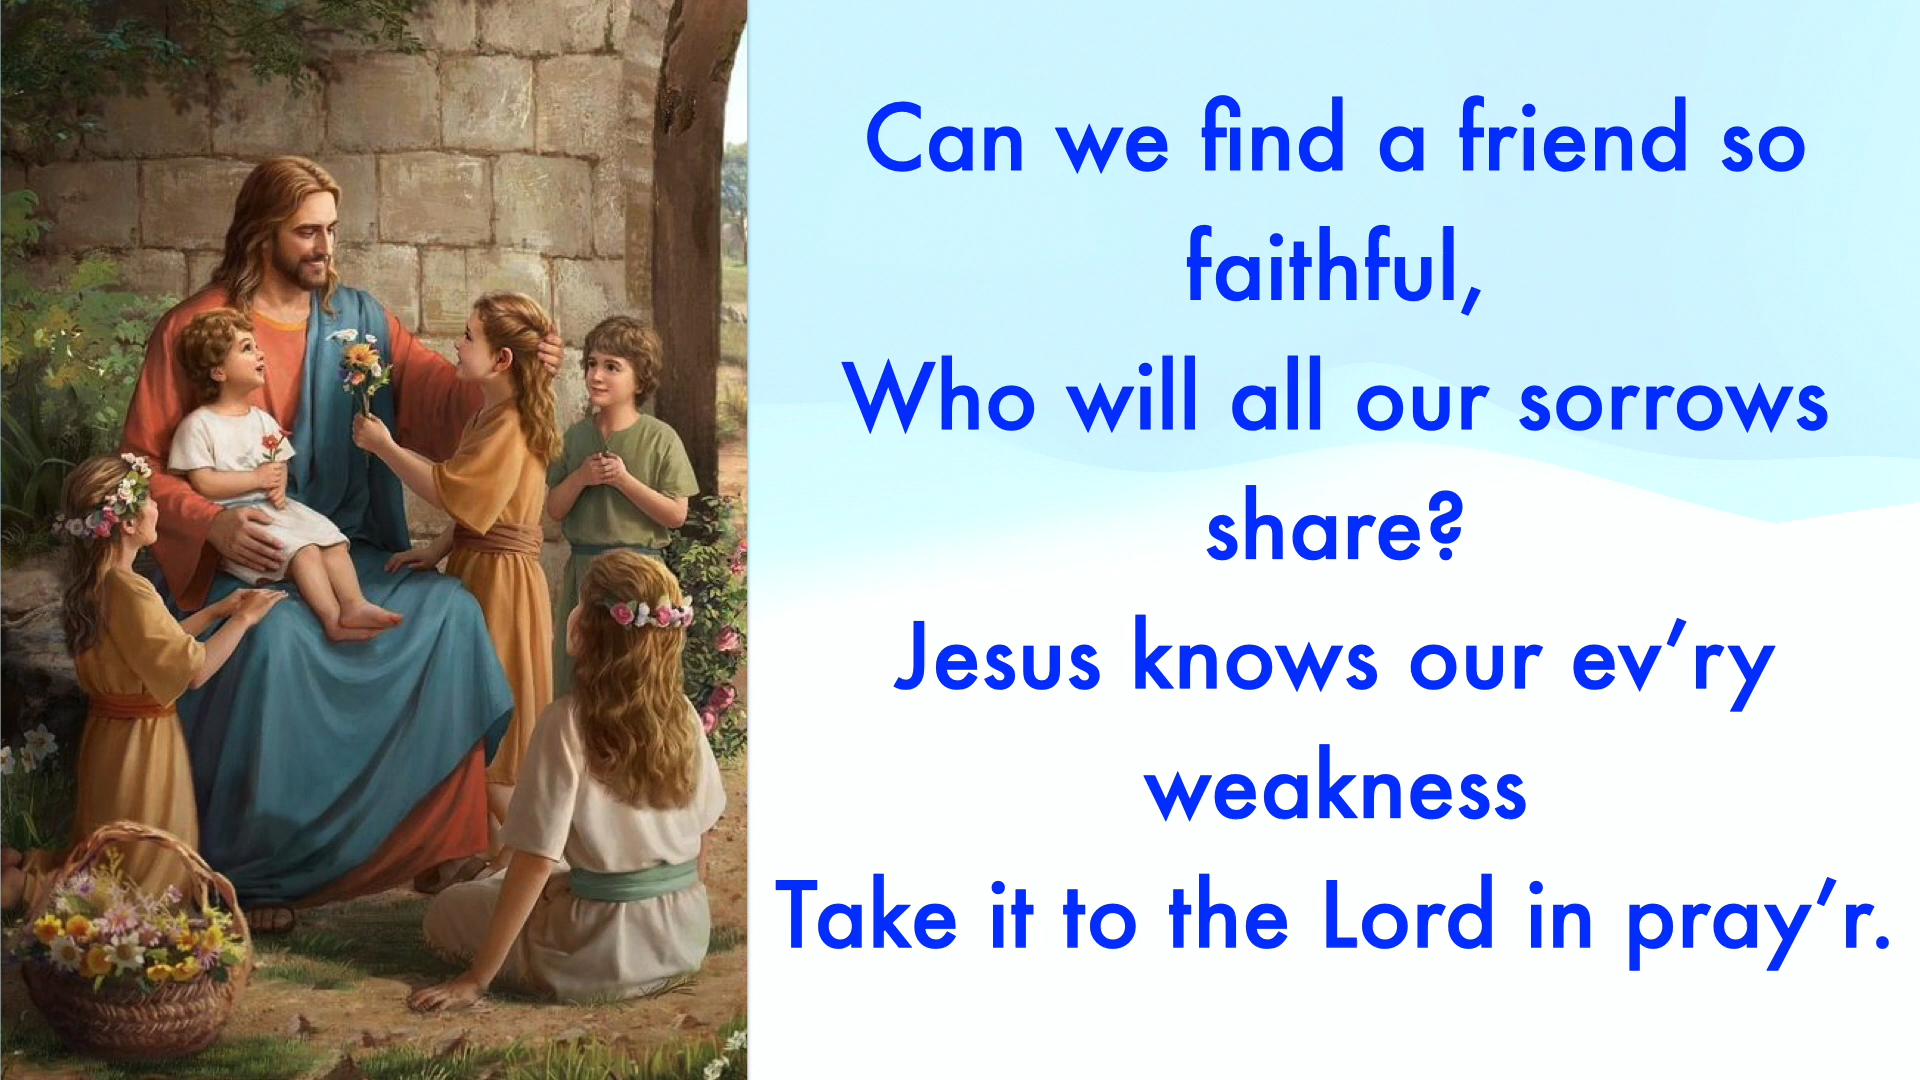 Can we find a friend so
faithful,
Who will all our sorrows
share?
Jesus knows our ev’ry
weakness
Take it to the Lord in pray’r.